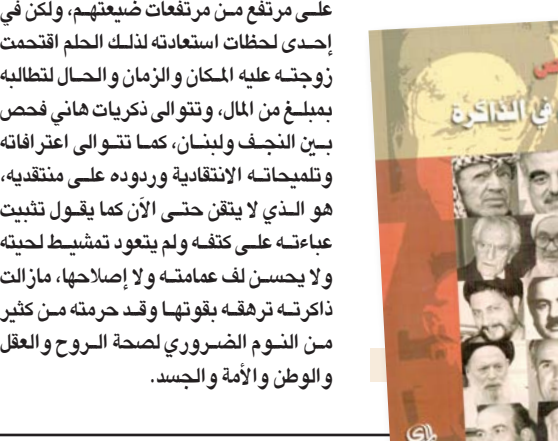 على مرتفع من مرتفعات ضيعتهم، ولكن في
إحدى لحظات استعادته لذلك الحلم اقتحمت
زوجته عليه المكان والزمان والحال لتطالبه
بمبلغ من المال، وتتوالى ذكريات هاني فحص
بين النجف ولبنان، كما تتوالى اعترافاته
وتلميحاته الانتقادية وردوده على منتقديه،
هو الذي لا يتقن حتى الآن كما يقول تثبيت
عباءته على كتفه ولم يتعود تمشيط لحيته
ولا يحسن لف عمامته ولا إصلاحها، مازالت
ذاكرته ترهقه بقوتها وقد حرمته من كثير
من النوم الضروري لصحة الروح والعقل
والوطن والأمة والجسد.
في الذاكرة